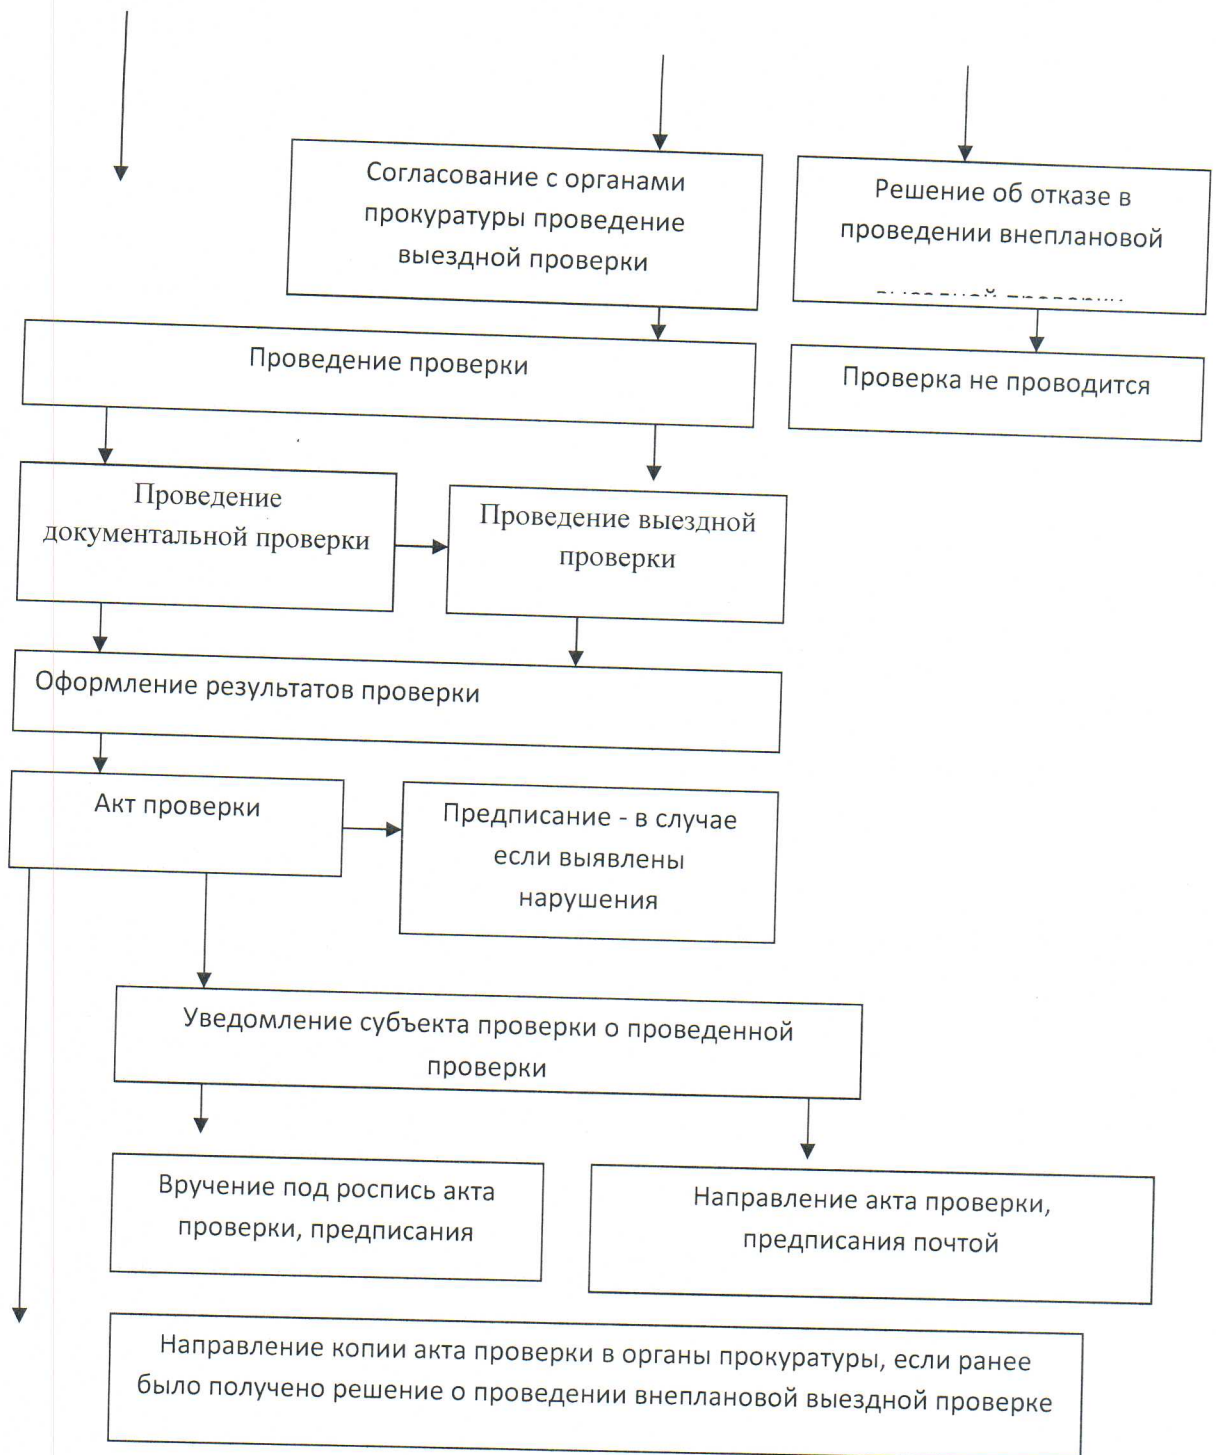 Согласование с органами
прокуратуры проведение
выездной проверки
Решение об отказе в
проведении внеплановой
Проведение проверки
Проверка не проводится
Проведение
документальной проверки
Проведение выездной
проверки
Оформление результатов проверки
Акт проверки
Предписание - в случае
если выявлены
нарушения
Уведомление субъекта проверки о проведенной
проверки
Вручение под роспись акта
проверки, предписания
Направление акта проверки,
предписания почтой
Направление копии акта проверки в органы прокуратуры, если ранее
было получено решение о проведении внеплановой выездной проверке